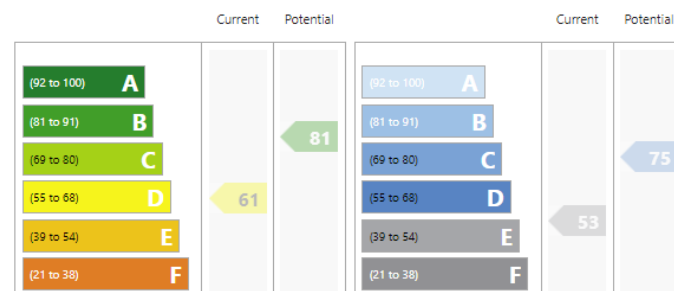 Current Potential Current Potential
(92 to 100) A (92 to 100) A
(81 to 91) B 81 (81 to 91) B
(69 to 80) C (69 to 80) C 75
(55 to 68) D 61 (55 to 68) D
(39 to 54) E (39 to 54) E 53
(21 to 38) F (21 to 38) F